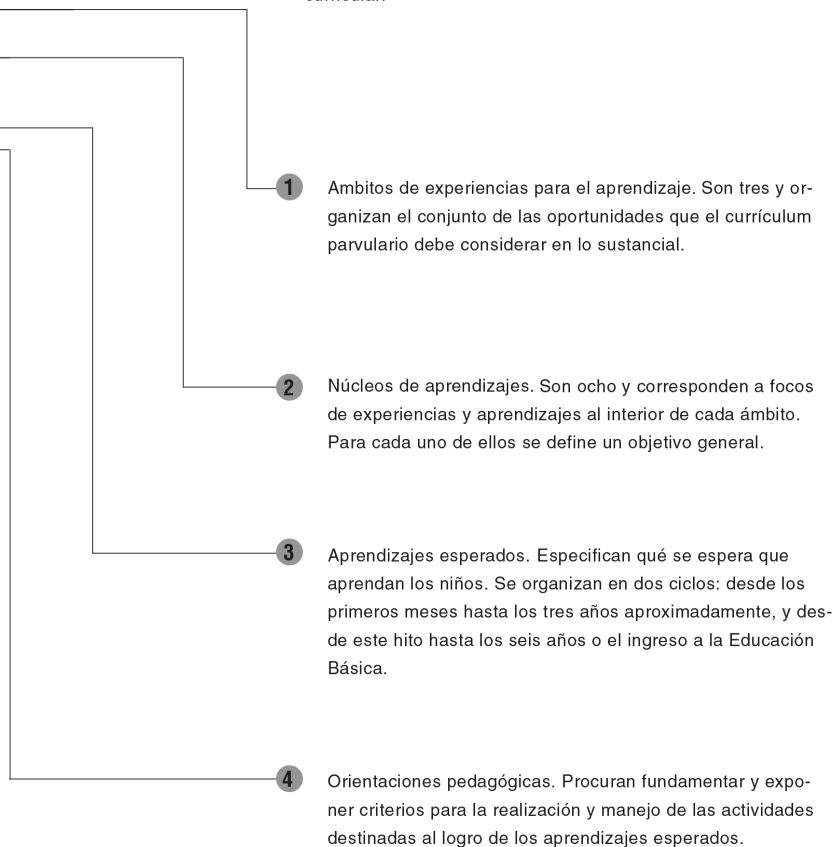 1 Ambitos de experiencias para el aprendizaje. Son tres y or-
ganizan el conjunto de las oportunidades que el currículum
parvulario debe considerar en lo sustancial.
2 Núcleos de aprendizajes. Son ocho y corresponden a focos
de experiencias y aprendizajes al interior de cada ámbito.
Para cada uno de ellos se define un objetivo general.
3 Aprendizajes esperados. Especifican qué se espera que
aprendan los niños. Se organizan en dos ciclos: desde los
primeros meses hasta los tres años aproximadamente, y des-
de este hito hasta los seis años o el ingreso a la Educación
Básica.
4 Orientaciones pedagógicas. Procuran fundamentar y expo-
ner criterios para la realización y manejo de las actividades
destinadas al logro de los aprendizajes esperados.